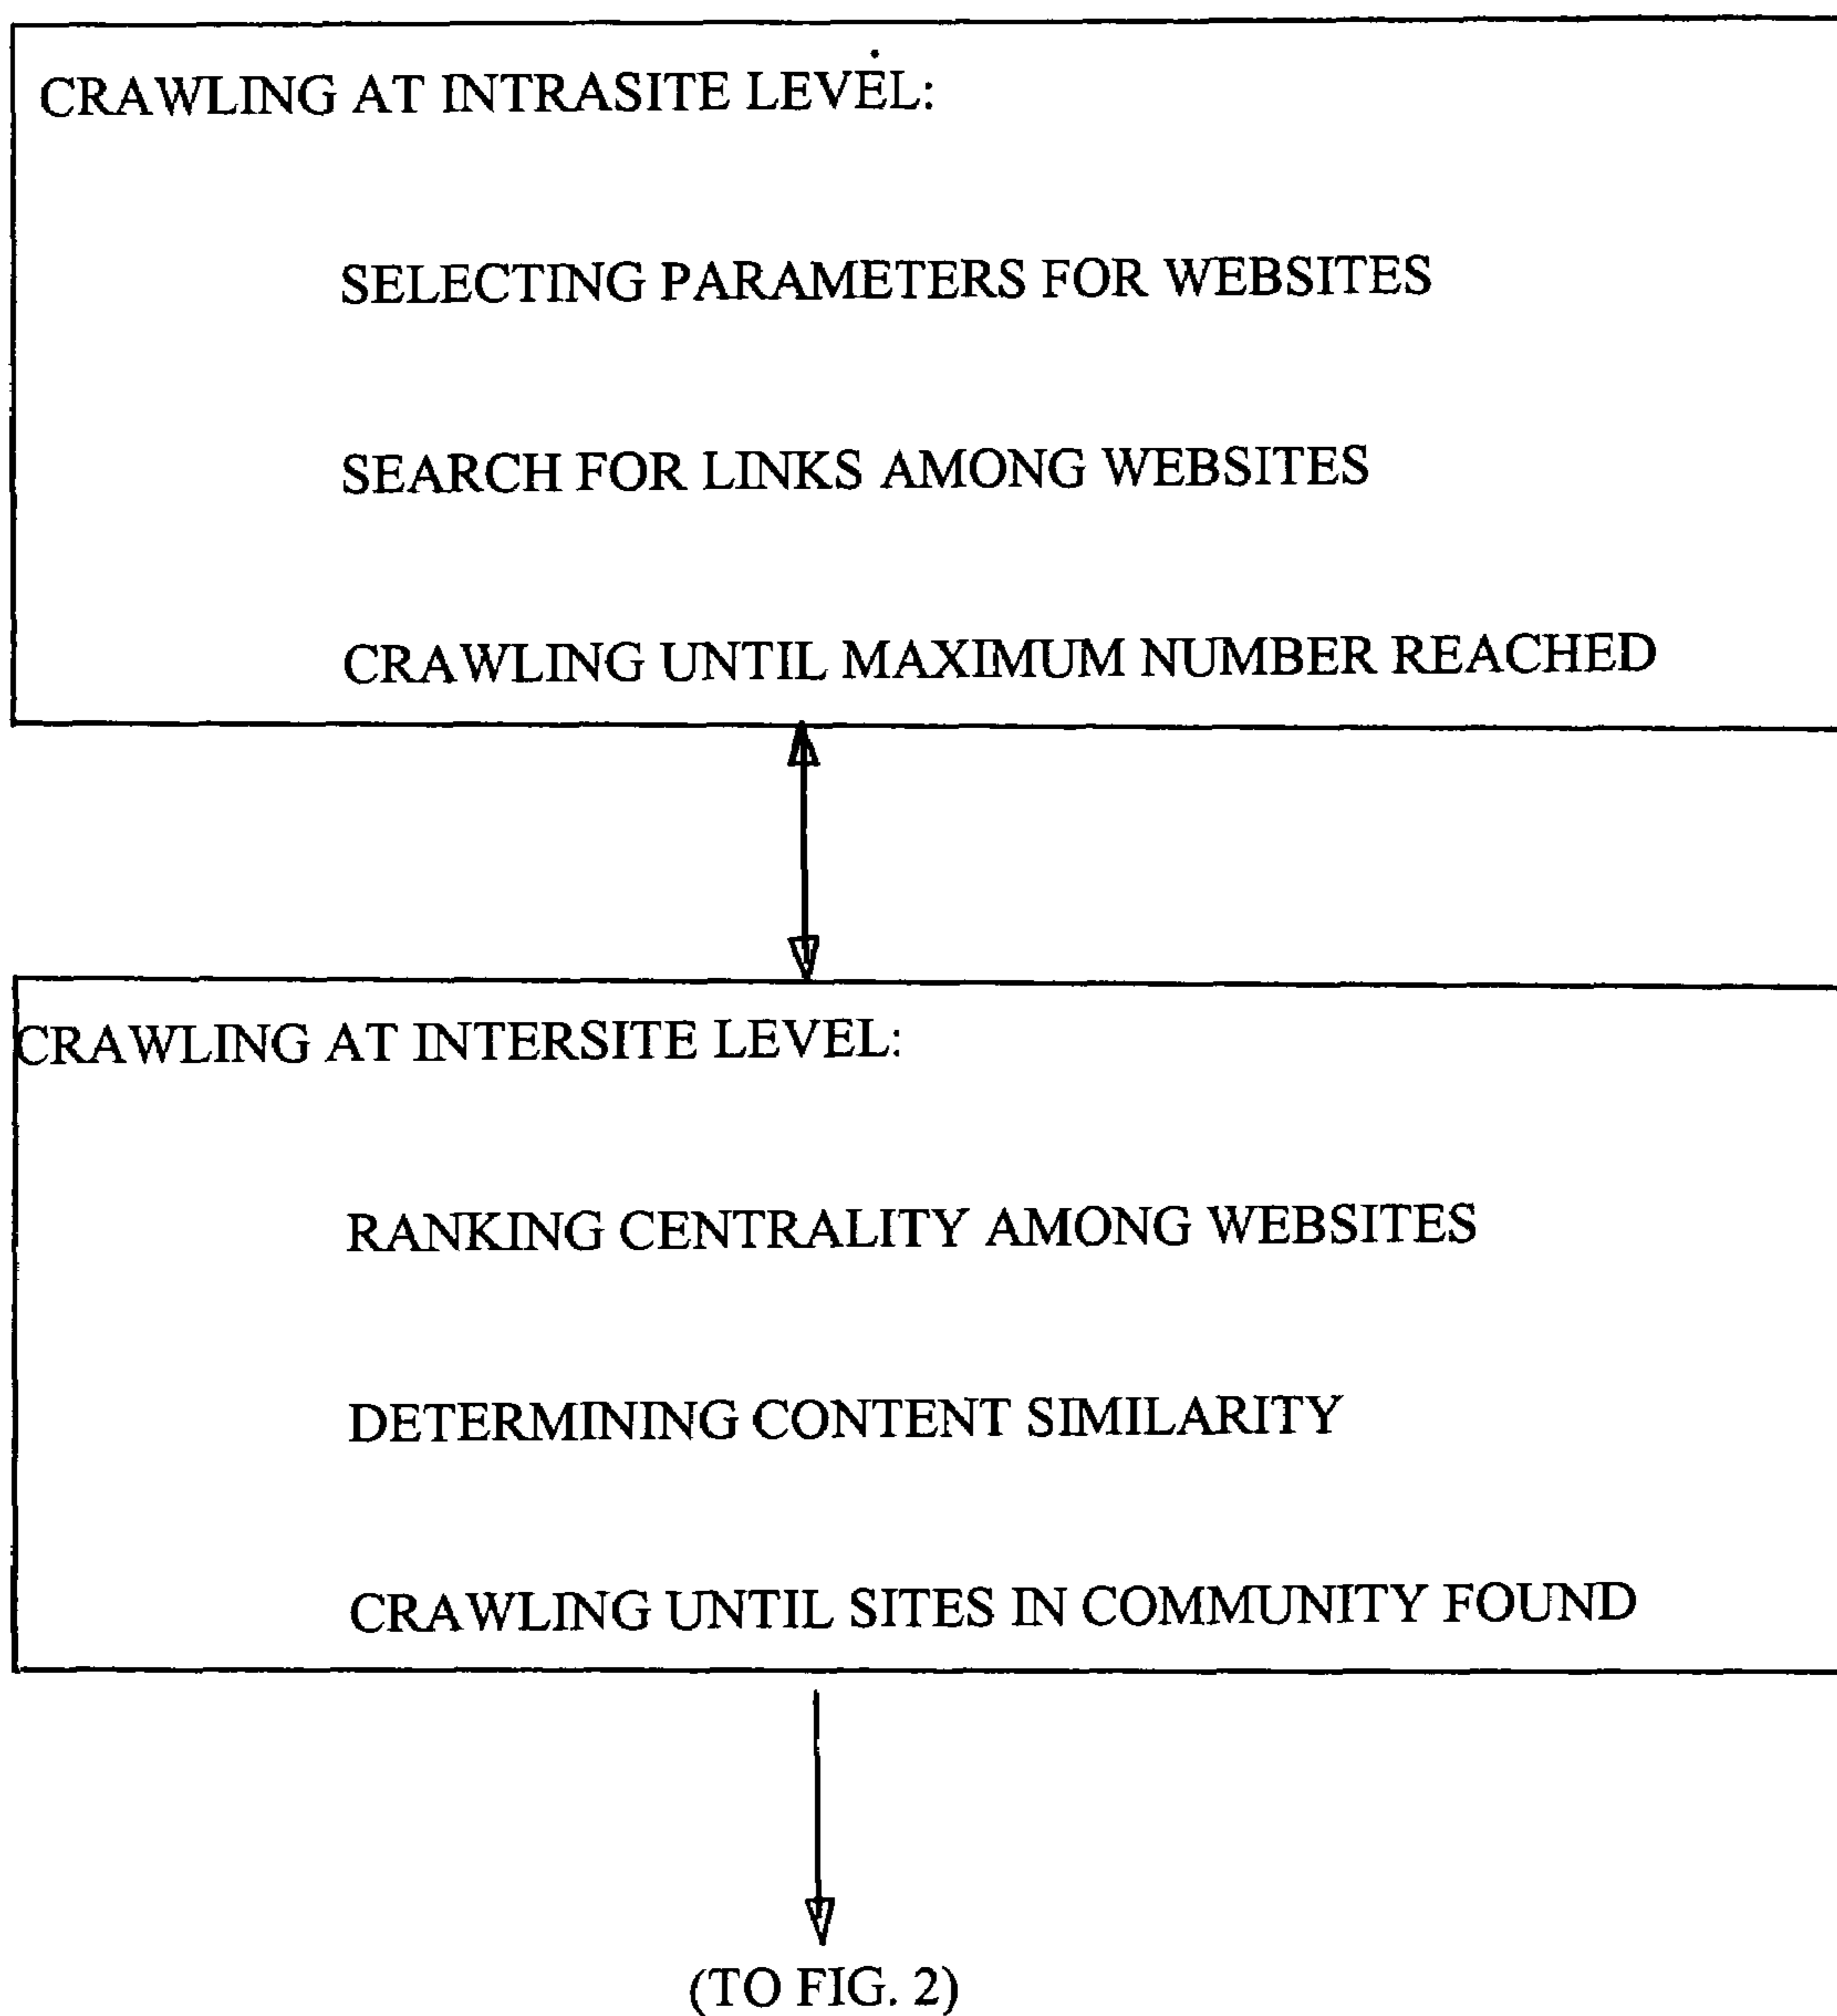 CRAWLING AT INTRASITE LEVEL:
SELECTING PARAMETERS FOR WEBSITES
SEARCH FOR LINKS AMONG WEBSITES
CRAWLING UNTIL MAXIMUM NUMBER REACHED
CRAWLING AT INTERSITE LEVEL:
RANKING CENTRALITY AMONG WEBSITES
DETERMINING CONTENT SIMILARITY
CRAWLING UNTIL SITES IN COMMUNITY FOUND
(TO FIG. 2)